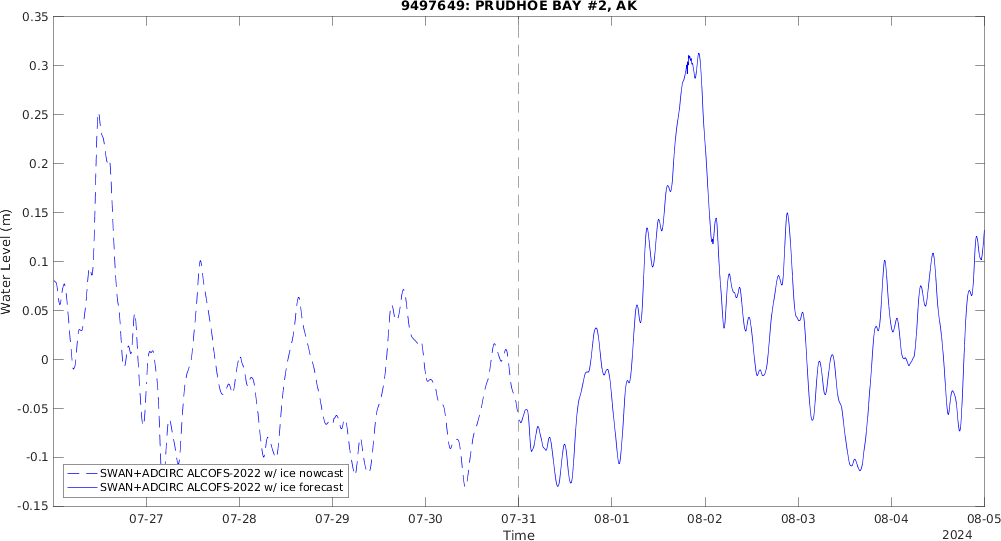 9497649: PRUDHOE BAY #2, AK
0.35
0.3
0.25
0.2
0.15
0.1
0.05
0
-0.05
-0.1
-0.15
Water Level (m)
SWAN+ADCIRC ALCOFS-2022 w/ ice nowcast
SWAN+ADCIRC ALCOFS-2022 w/ ice forecast
07-27 07-28 07-29 07-30 07-31 08-01 08-02 08-03 08-04 08-05
Time
2024